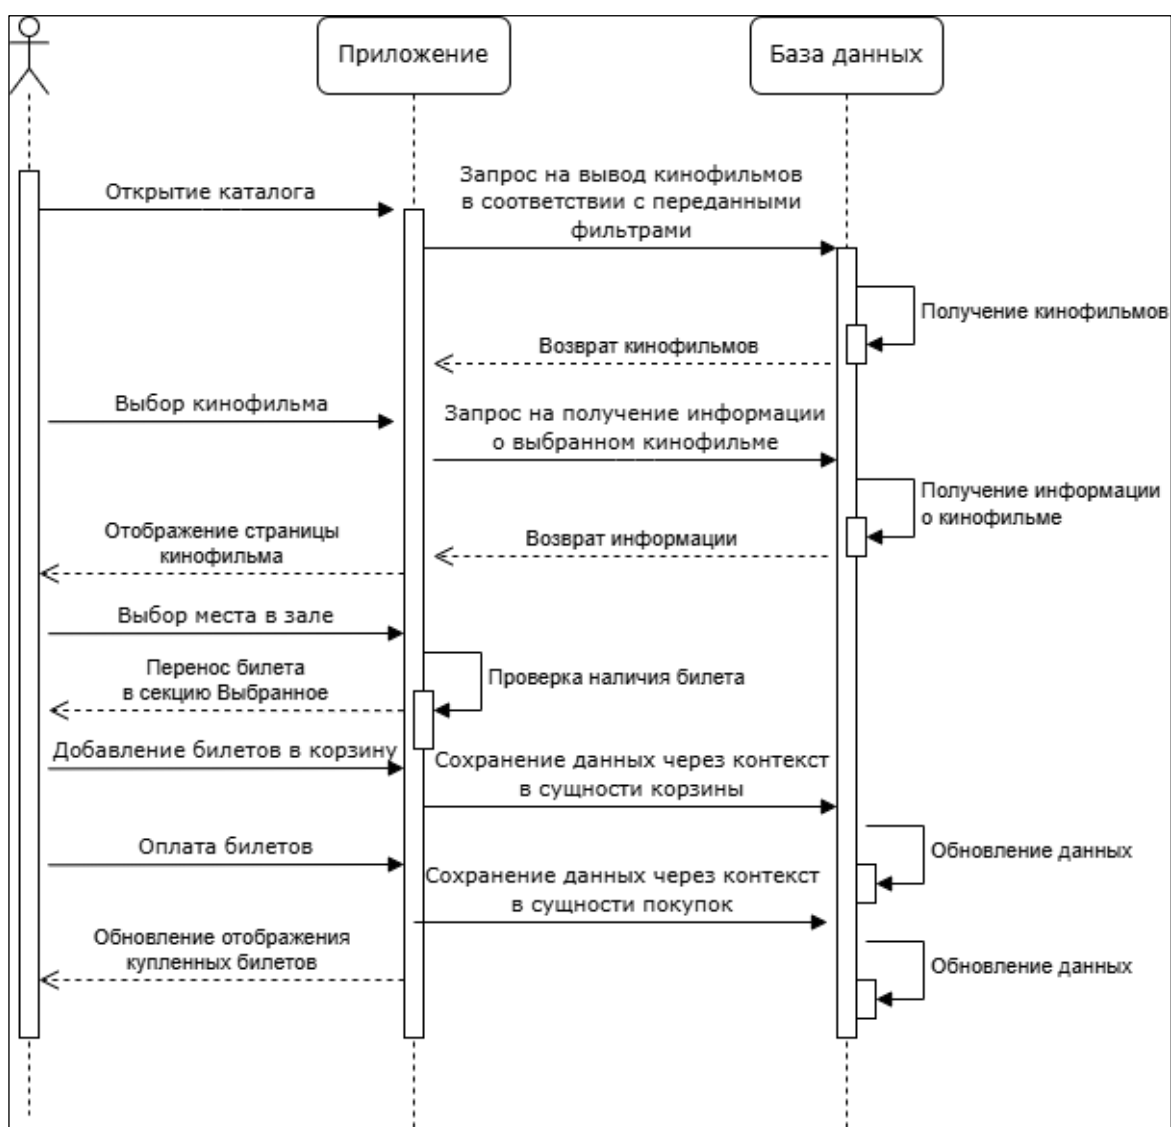 Приложение
База данных
Открытие каталога
Запрос на вывод кинофильмов
в соответствии с переданными
фильтрами
Получение кинофильмов
Возврат кинофильмов
Выбор кинофильма
Запрос на получение информации
о выбранном кинофильме
Получение информации
о кинофильме
Возврат информации
Отображение страницы
кинофильма
Выбор места в зале
Проверка наличия билета
Перенос билета
в секцию Выбранное
Добавление билетов в корзину
Сохранение данных через контекст
в сущности корзины
Обновление данных
Оплата билетов
Сохранение данных через контекст
в сущности покупок
Обновление данных
Обновление отображения
купленных билетов